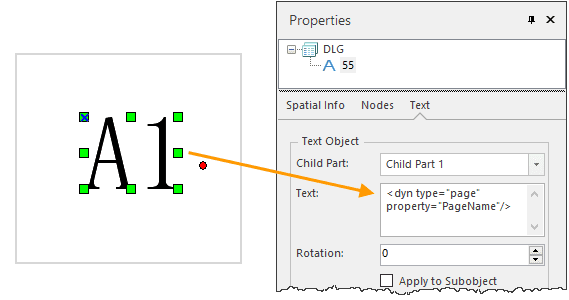 A1
Properties
DLG
A 55
Spatial Info Nodes Text
Text Object
Child Part: Child Part 1
Text: <dyn type="page"
property="PageName"/>
Rotation: 0
Apply to Subobject